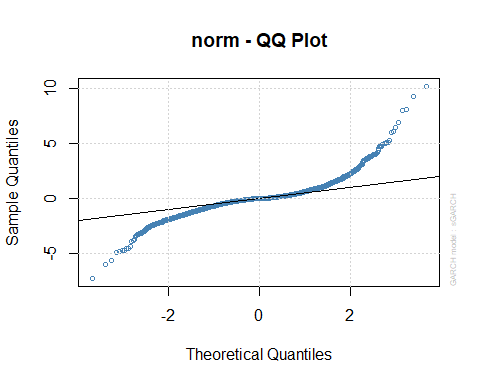 norm - QQ Plot
Sample Quantiles
10
5
0
-5
-2
0
2
Theoretical Quantiles
GARCH model : sGARCH